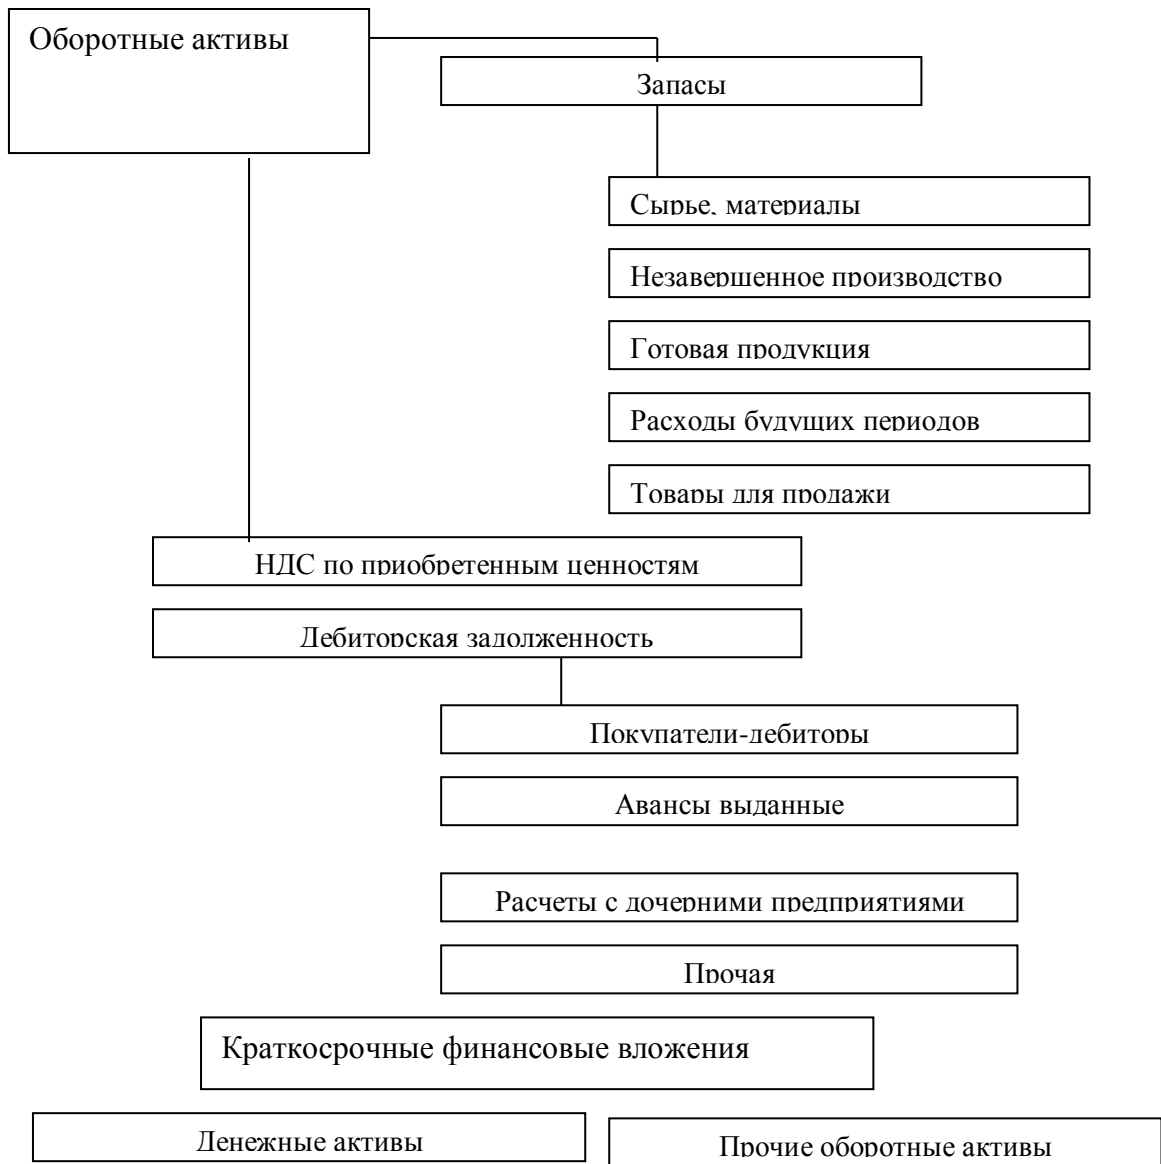 Оборотные активы
Запасы
Сырье, материалы
Незавершенное производство
Готовая продукция
Расходы будущих периодов
Товары для продажи
НДС по приобретенным ценностям
Дебиторская задолженность
Покупатели-дебиторы
Авансы выданные
Расчеты с дочерними предприятиями
Прочая
Краткосрочные финансовые вложения
Денежные активы
Прочие оборотные активы